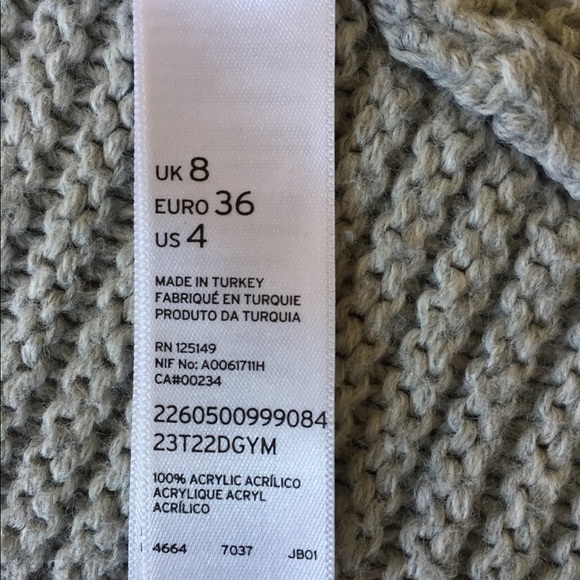 UK 8
EURO 36
US 4
MADE IN TURKEY
FABRIQUÉ EN TURQUIE
PRODUTO DA TURQUIA
RN 125149
NIF No: A0061711H
CA#00234
2260500999084
23T22DGYM
100% ACRYLIC ACRÍLICO
ACRYLIQUE ACRYL
ACRÍLICO
4664 7037 JB01